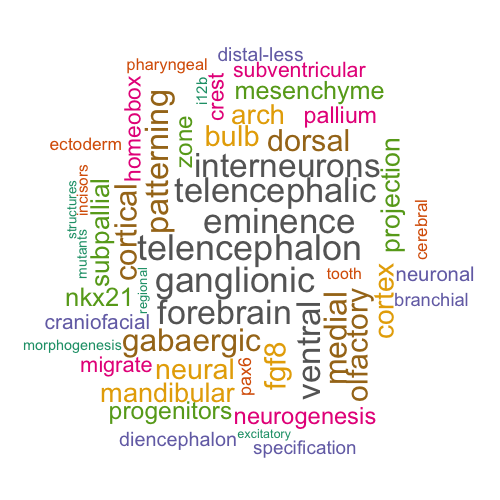 distal-less
pharyngeal
subventricular
i12b
crest
mesenchyme
homeobox
arch
pallium
patterning
zone
bulb
dorsal
ectoderm
interneurons
projection
incisors
structures
subpallial
cortical
telencephalic
cerebral
mutants
eminence
telencephalon
regional
ganglionic
tooth
cortex
neuronal
nkx21
forebrain
ventral
medial
olfactory
branchial
craniofacial
gabaergic
fgf8
morphogenesis
migrate
neural
pax6
mandibular
progenitors
neurogenesis
diencephalon
excitatory
specification